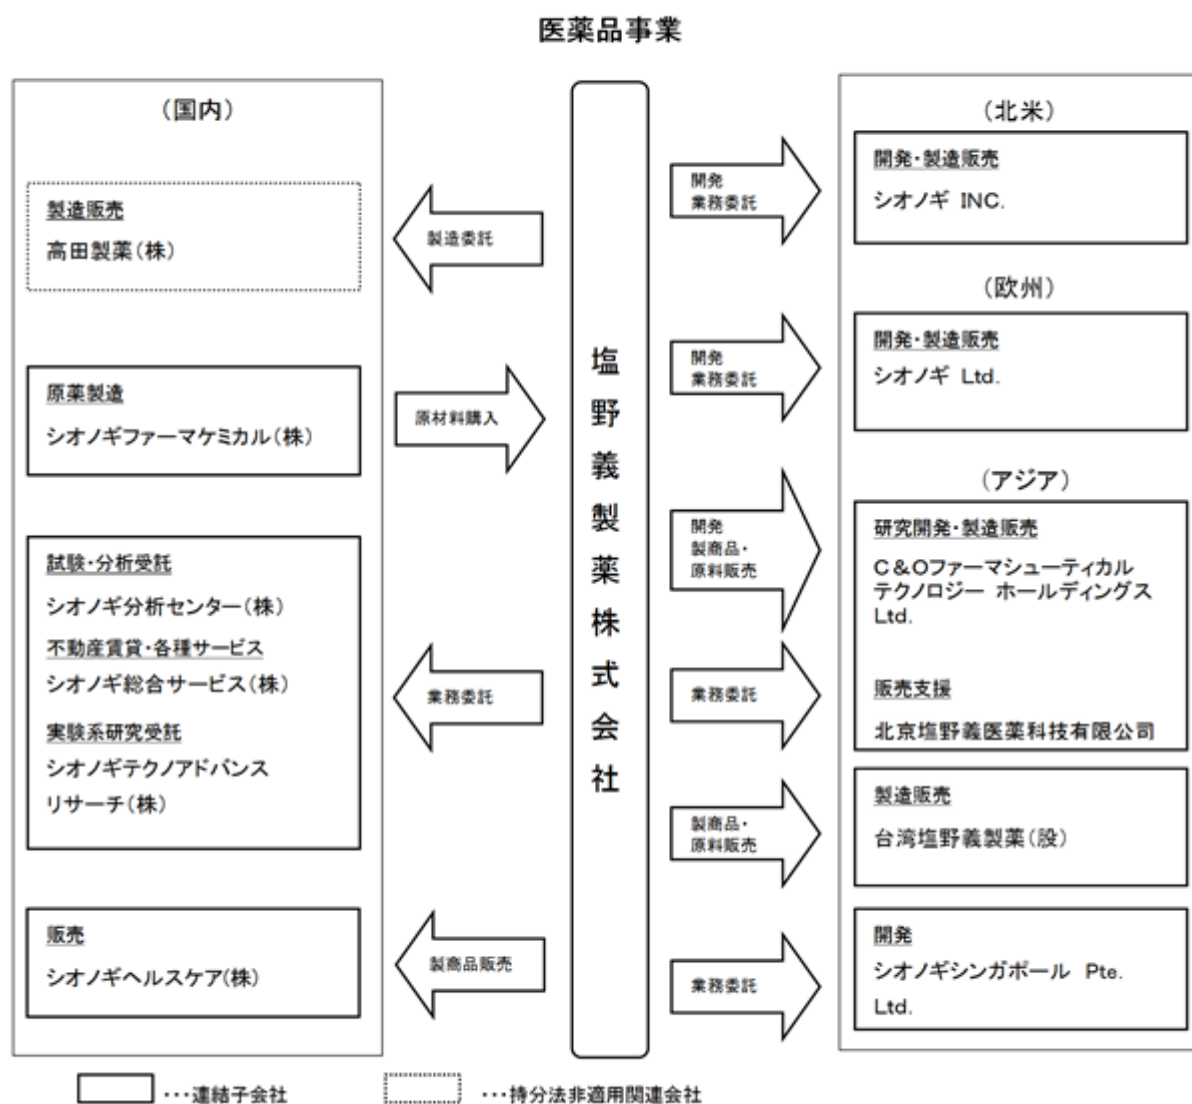 医薬品事業
（国内）
製造販売
高田製薬（株）
製造委託
原薬製造
シオノギファーマケミカル（株）
原材料購入
試験・分析受託
シオノギ分析センター（株）
不動産賃貸・各種サービス
シオノギ総合サービス（株）
実験系研究受託
シオノギテクノアドバンス
リサーチ（株）
業務委託
販売
シオノギヘルスケア(株）
製商品販売
塩野義製薬株式会社
（北米）
開発
業務委託
開発・製造販売
シオノギ INC.
（欧州）
開発
業務委託
開発・製造販売
シオノギ Ltd.
（アジア）
開発
製商品・
原料販売
研究開発・製造販売
C＆Oファーマシューティカル
テクノロジー ホールディングス
Ltd.
業務委託
販売支援
北京塩野義医薬科技有限公司
製商品・
原料販売
製造販売
台湾塩野義製薬（股）
業務委託
開発
シオノギシンガポール Pte.
Ltd.
･･･連結子会社
･･･持分法非適用関連会社